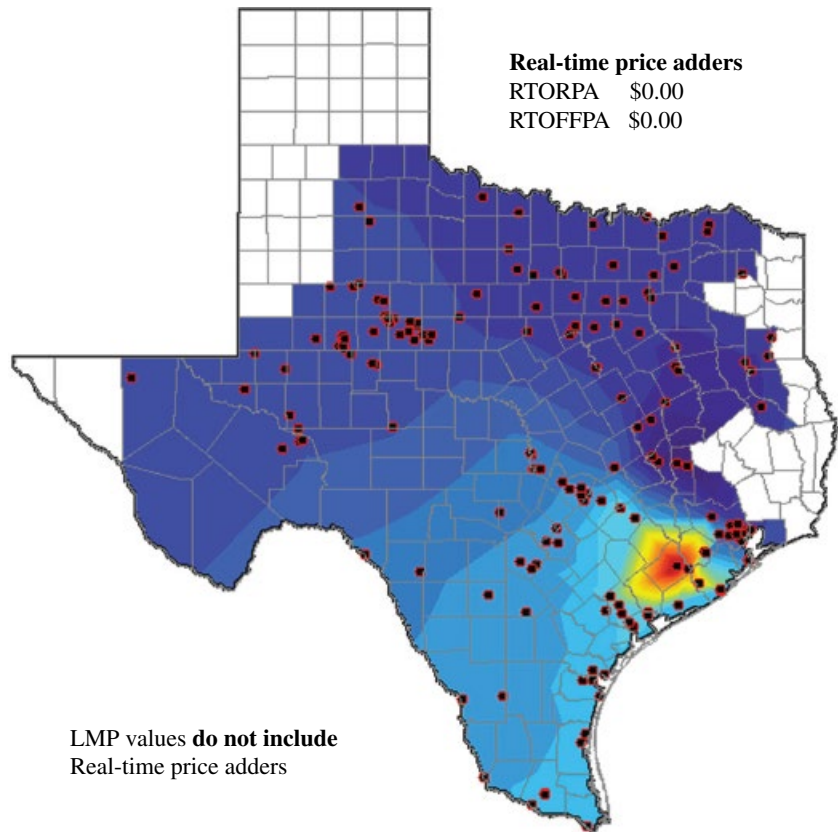 Real-time price adders
RTORPA $0.00
RTOFFPA $0.00
LMP values do not include
Real-time price adders